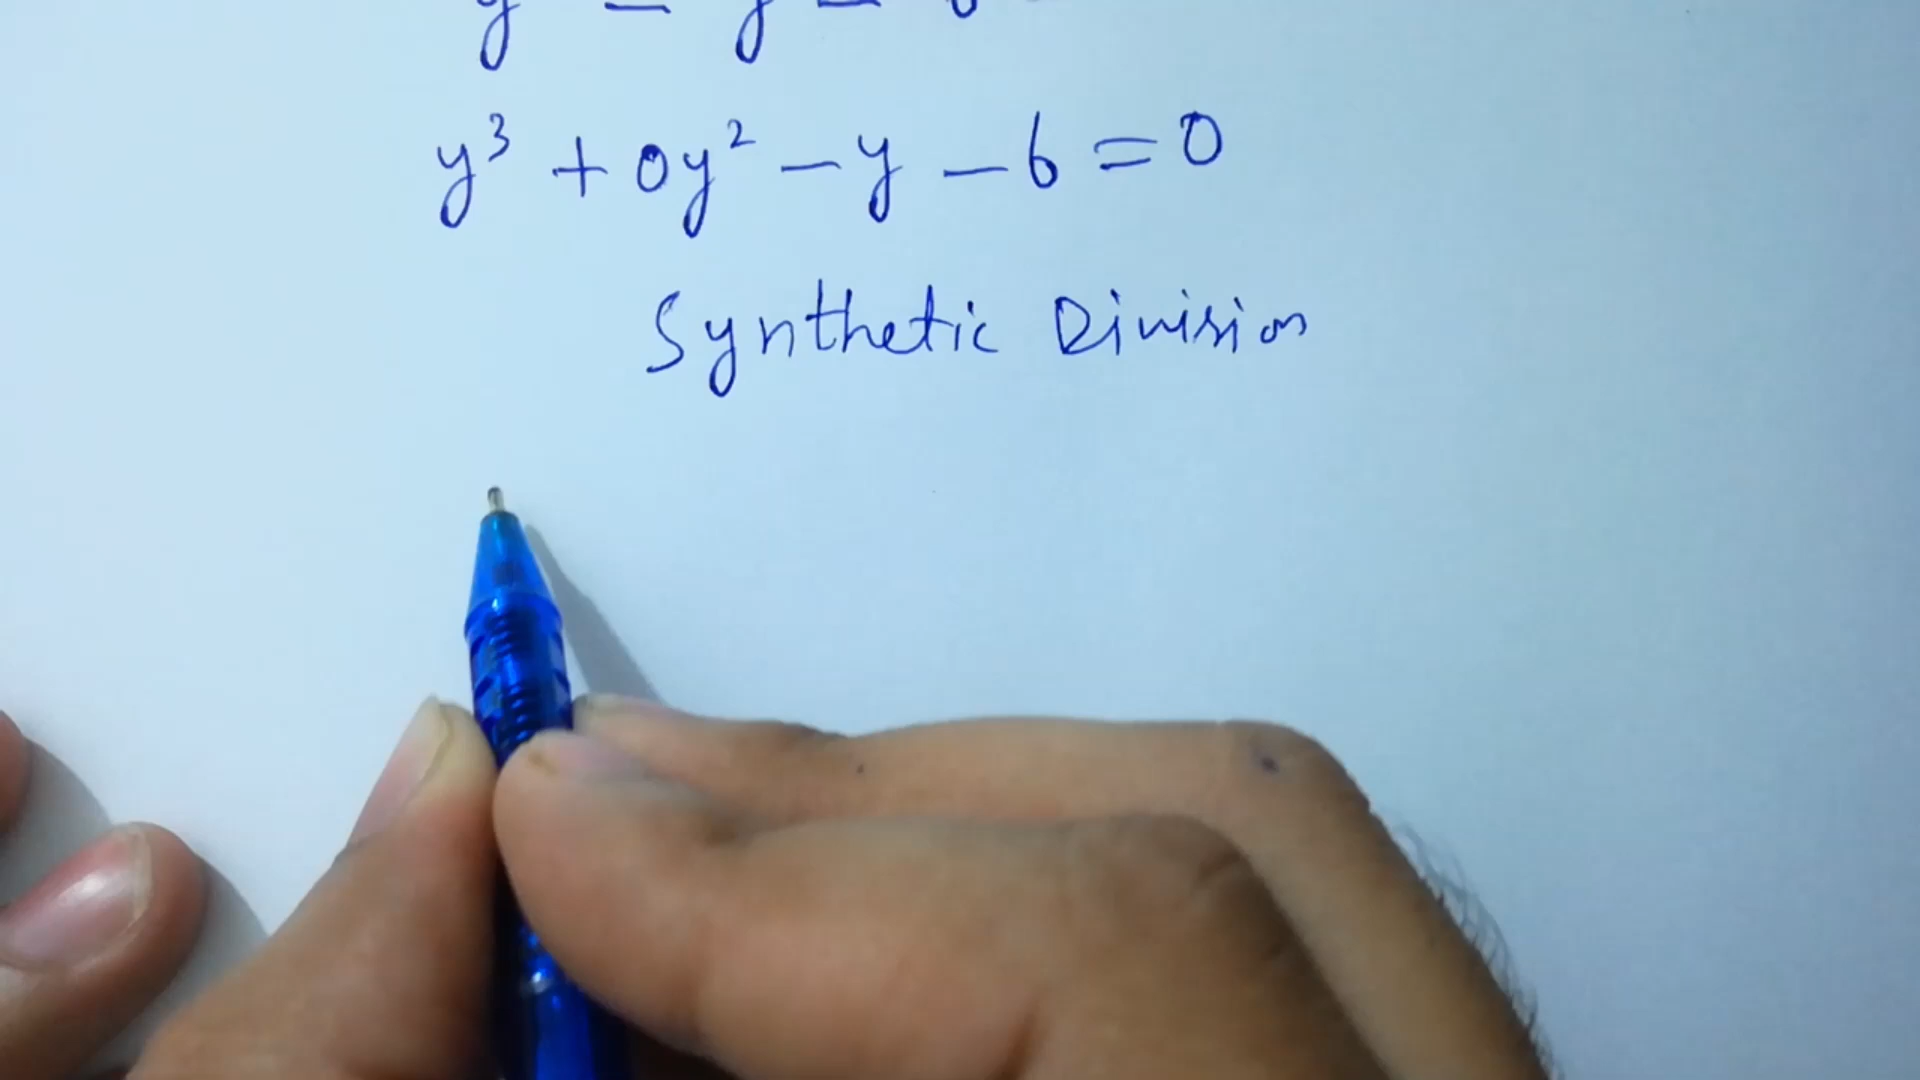 y³ + 0y² - y - 6 = 0
Synthetic Division